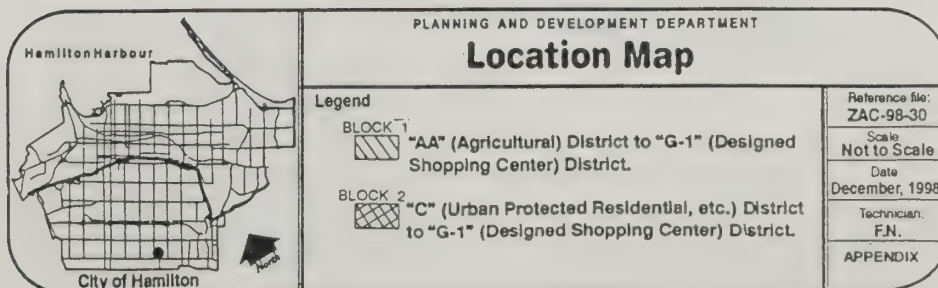 Hamilton Harbour
North
City of Hamilton
PLANNING AND DEVELOPMENT DEPARTMENT
Location Map
Legend
BLOCK 1
"AA" (Agricultural) District to "G-1" (Designed
Shopping Center) District.
BLOCK 2
"C" (Urban Protected Residential, etc.) District
to "G-1" (Designed Shopping Center) District.
Reference file:
ZAC-98-30
Scale
Not to Scale
Date
December, 1998
Technician.
F.N.
APPENDIX